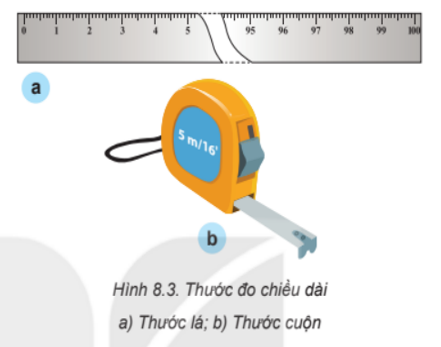 0 1 2 3 4 5 95 96 97 98 99 100
a
5 m/16'
b
Hình 8.3. Thước đo chiều dài
a) Thước lá; b) Thước cuộn